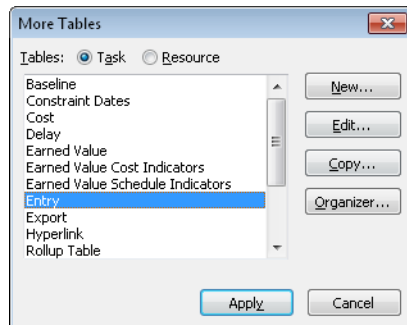 More Tables
Tables: Task Resource
Baseline
Constraint Dates
Cost
Delay
Earned Value
Earned Value Cost Indicators
Earned Value Schedule Indicators
Entry
Export
Hyperlink
Rollup Table
New...
Edit...
Copy...
Organizer...
Apply Cancel